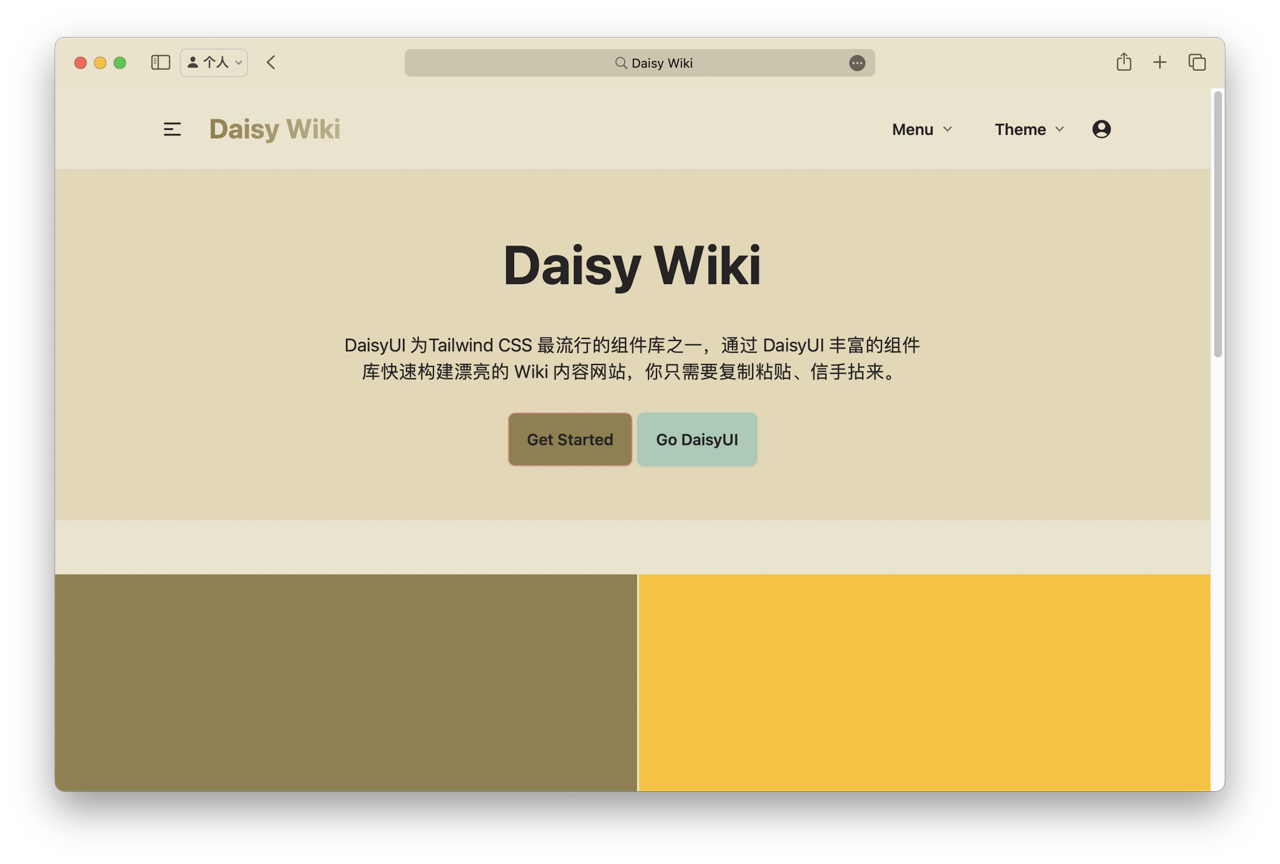 个人
Daisy Wiki
Daisy Wiki
Menu
Theme
Daisy Wiki
DaisyUI 为Tailwind CSS 最流行的组件库之一，通过 DaisyUI 丰富的组件
库快速构建漂亮的 Wiki 内容网站，你只需要复制粘贴、信手拈来。
Get Started
Go DaisyUI